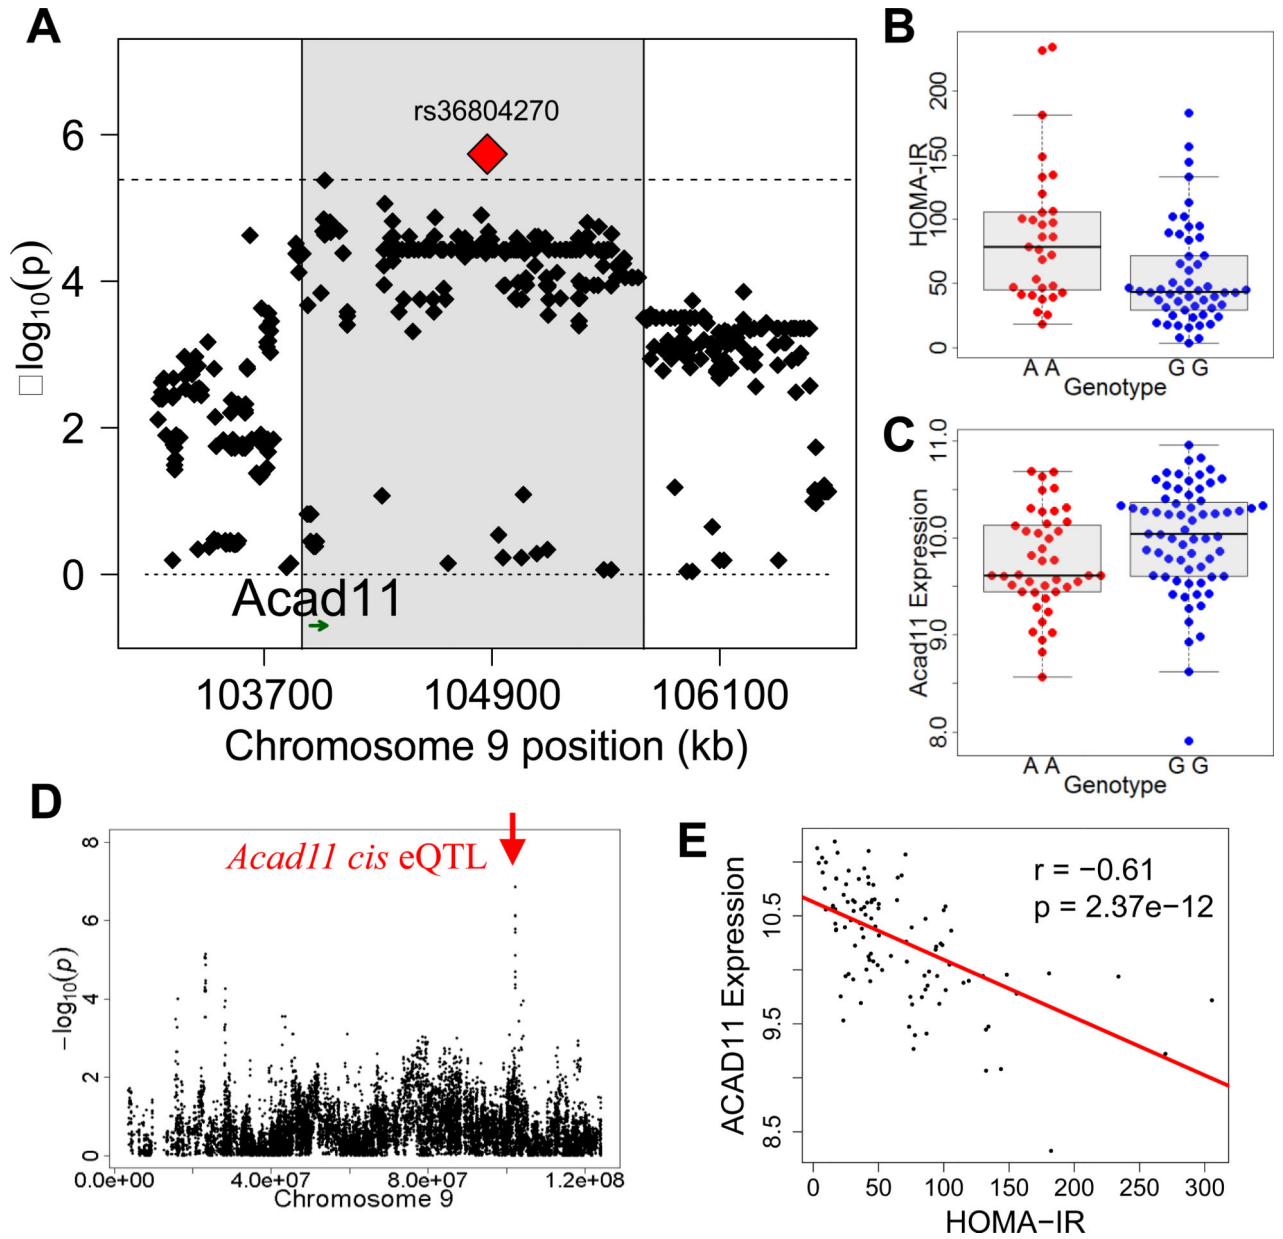 A
rs36804270
6
4
2
0
□log10(p)
Acad11
103700
104900
106100
Chromosome 9 position (kb)
B
200
150
100
50
0
HOMA-IR
A A
G G
Genotype
C
11.0
10.0
9.0
8.0
Acad11 Expression
A A
G G
Genotype
D
8
6
4
2
0
−log10(p)
Acad11 cis eQTL
0.0e+00
4.0e+07
8.0e+07
1.2e+08
Chromosome 9
E
r = −0.61
p = 2.37e−12
10.5
9.5
8.5
ACAD11 Expression
0
50
100
150
200
250
300
HOMA−IR